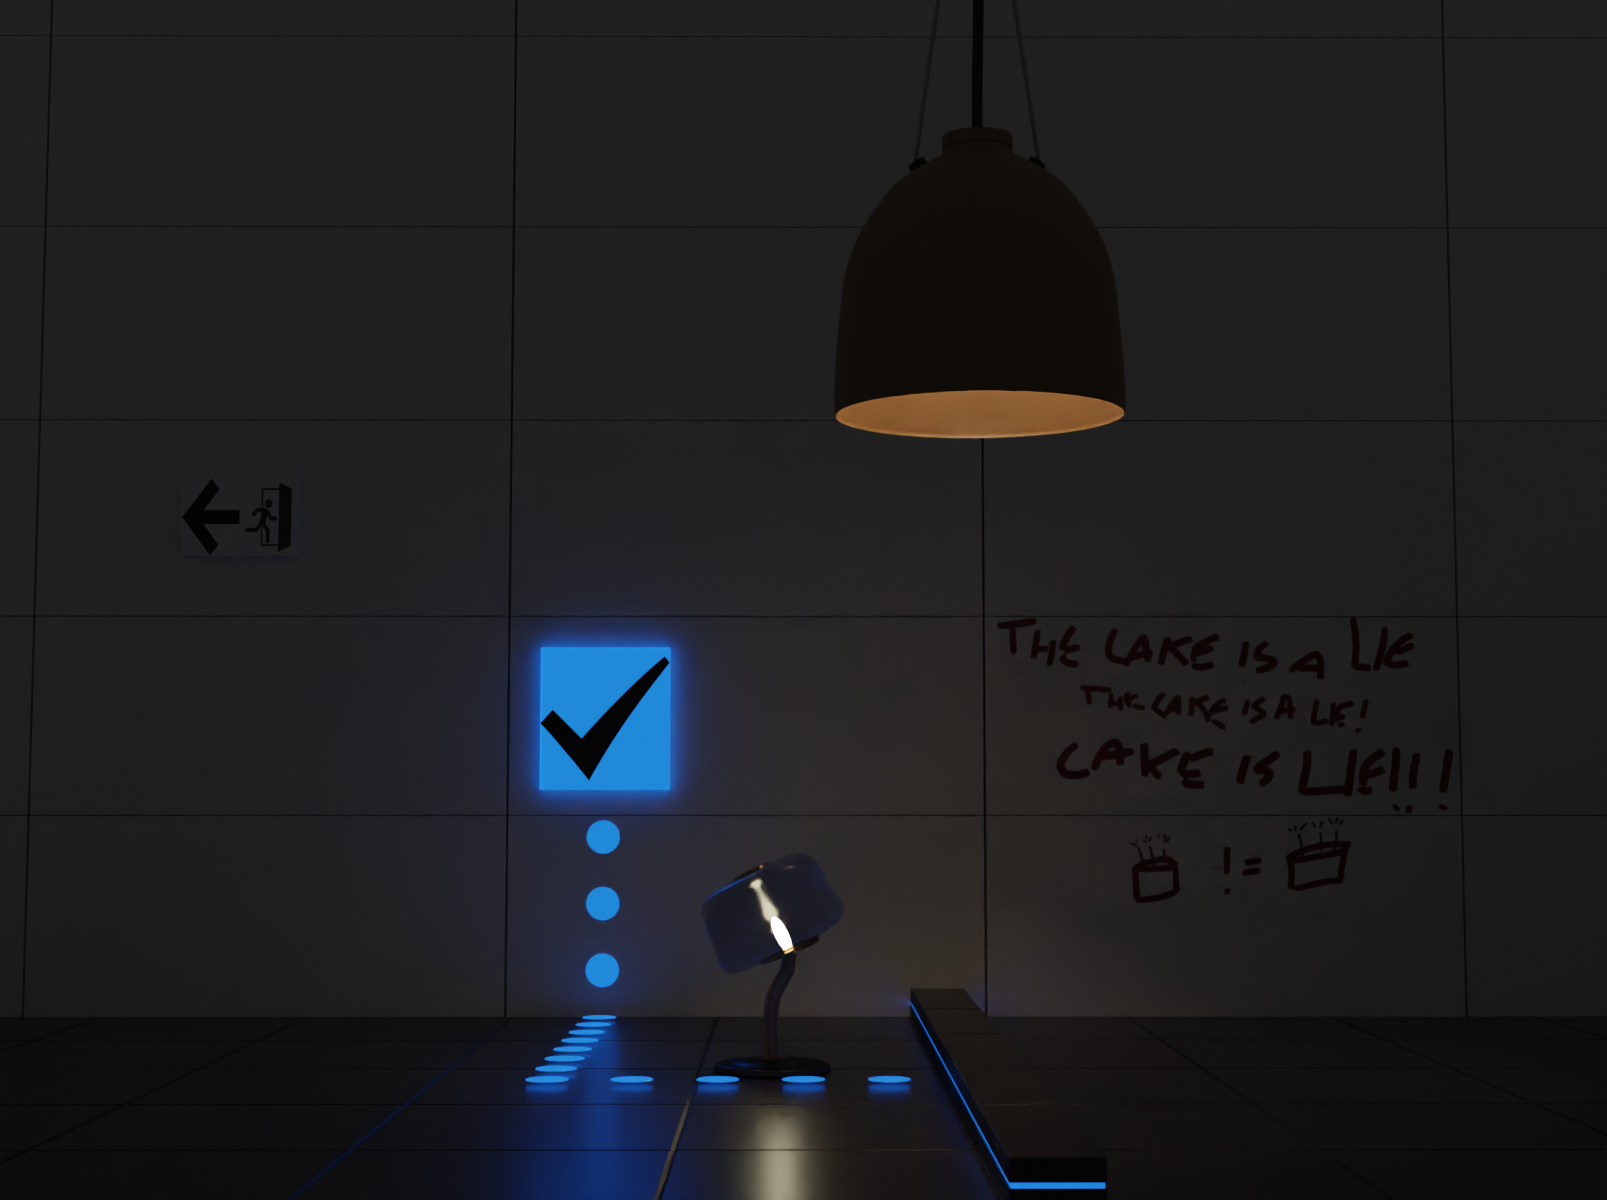 THE CAKE IS A LIE
THE CAKE IS A LIE!
CAKE IS LIE!!!
!=